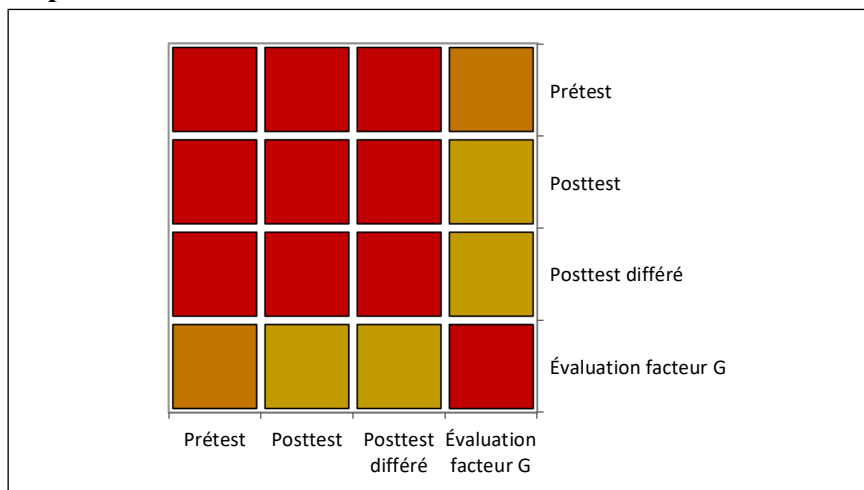 Prétest
Posttest
Posttest différé
Évaluation facteur G
Prétest
Posttest
Posttest
différé
Évaluation
facteur G